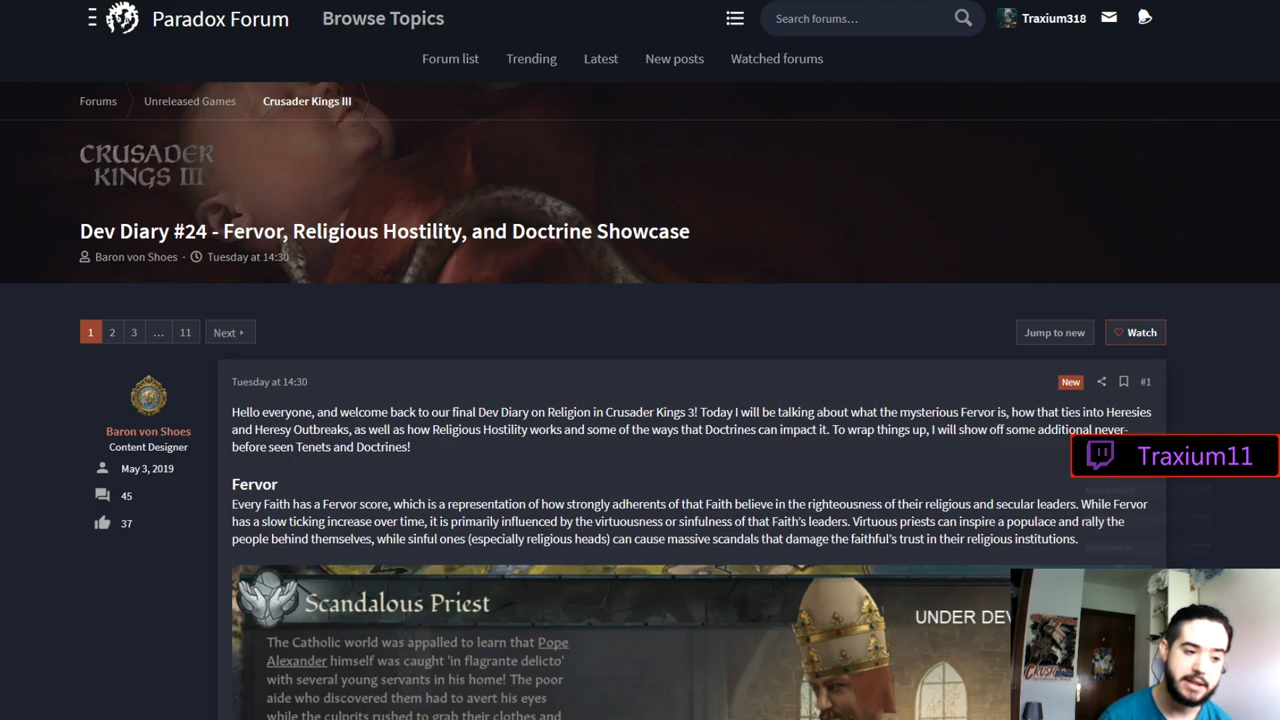 Paradox Forum
Browse Topics
Search forums...
Traxium318
Forum list
Trending
Latest
New posts
Watched forums
Forums
Unreleased Games
Crusader Kings III
CRUSADER
KINGS III
Dev Diary #24 - Fervor, Religious Hostility, and Doctrine Showcase
Baron von Shoes · Tuesday at 14:30
1 2 3 ... 11 Next
Jump to new
Watch
Tuesday at 14:30
New
#1
Baron von Shoes
Content Designer
May 3, 2019
45
37
Hello everyone, and welcome back to our final Dev Diary on Religion in Crusader Kings 3! Today I will be talking about what the mysterious Fervor is, how that ties into Heresies
and Heresy Outbreaks, as well as how Religious Hostility works and some of the ways that Doctrines can impact it. To wrap things up, I will show off some additional never-
before seen Tenets and Doctrines!
Traxium11
Fervor
Every Faith has a Fervor score, which is a representation of how strongly adherents of that Faith believe in the righteousness of their religious and secular leaders. While Fervor
has a slow ticking increase over time, it is primarily influenced by the virtuousness or sinfulness of that Faith's leaders. Virtuous priests can inspire a populace and rally the
people behind themselves, while sinful ones (especially religious heads) can cause massive scandals that damage the faithful's trust in their religious institutions.
Scandalous Priest
UNDER DEV
The Catholic world was appalled to learn that Pope
Alexander himself was caught 'in flagrante delicto'
with several young servants in his home! The poor
aide who discovered them had to avert his eyes
while the culprits rushed to grab their clothes and